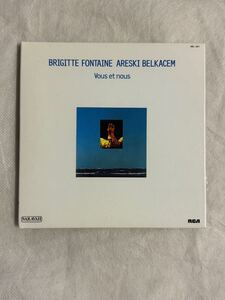 BRIGITTE FONTAINE ARESKI BELKACEM
Vous et nous
SARAVAH
RCA